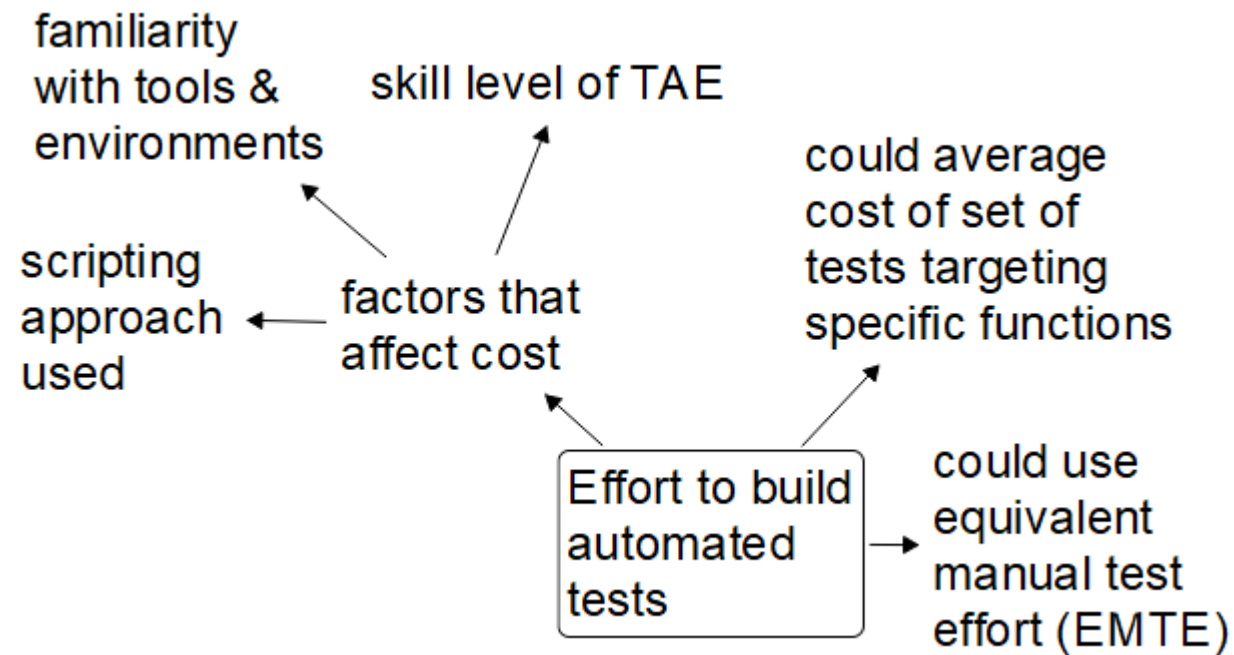 familiarity
with tools &
environments
skill level of TAE
could average
cost of set of
tests targeting
specific functions
scripting
approach
used
factors that
affect cost
Effort to build
automated
tests
could use
equivalent
manual test
effort (EMTE)